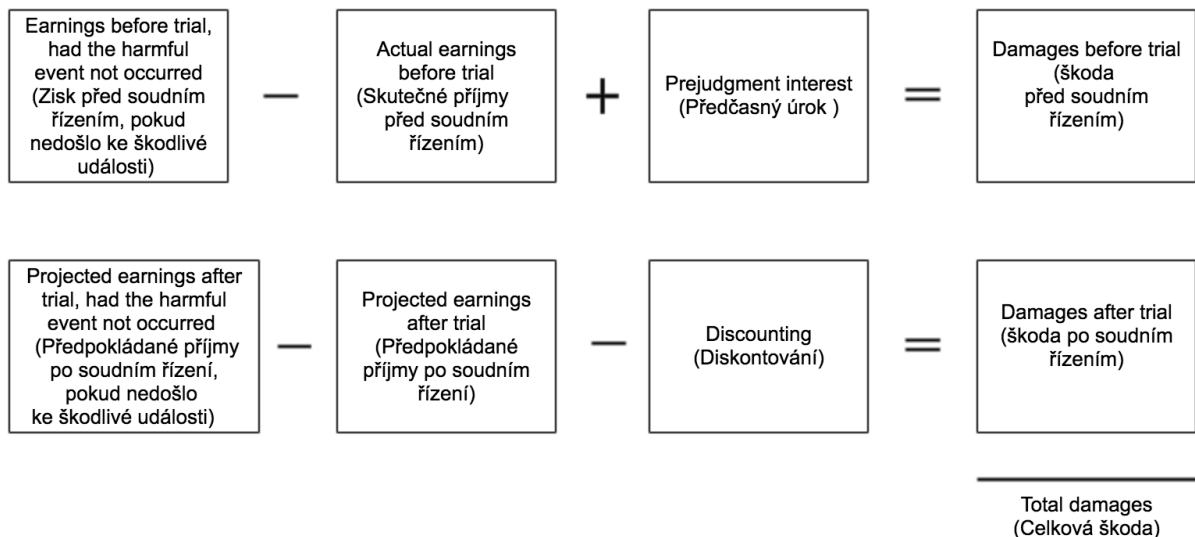 Earnings before trial,
had the harmful
event not occurred
(Zisk před soudním
řízením, pokud
nedošlo ke škodlivé
události)
−
Actual earnings
before trial
(Skutečné příjmy
před soudním
řízením)
+
Prejudgment interest
(Předčasný úrok )
=
Damages before trial
(škoda
před soudním
řízením)
Projected earnings after
trial, had the harmful
event not occurred
(Předpokládané příjmy
po soudním řízení,
pokud nedošlo
ke škodlivé události)
−
Projected earnings
after trial
(Předpokládané
příjmy po soudním
řízení)
−
Discounting
(Diskontování)
=
Damages after trial
(škoda po soudním
řízením)
Total damages
(Celková škoda)